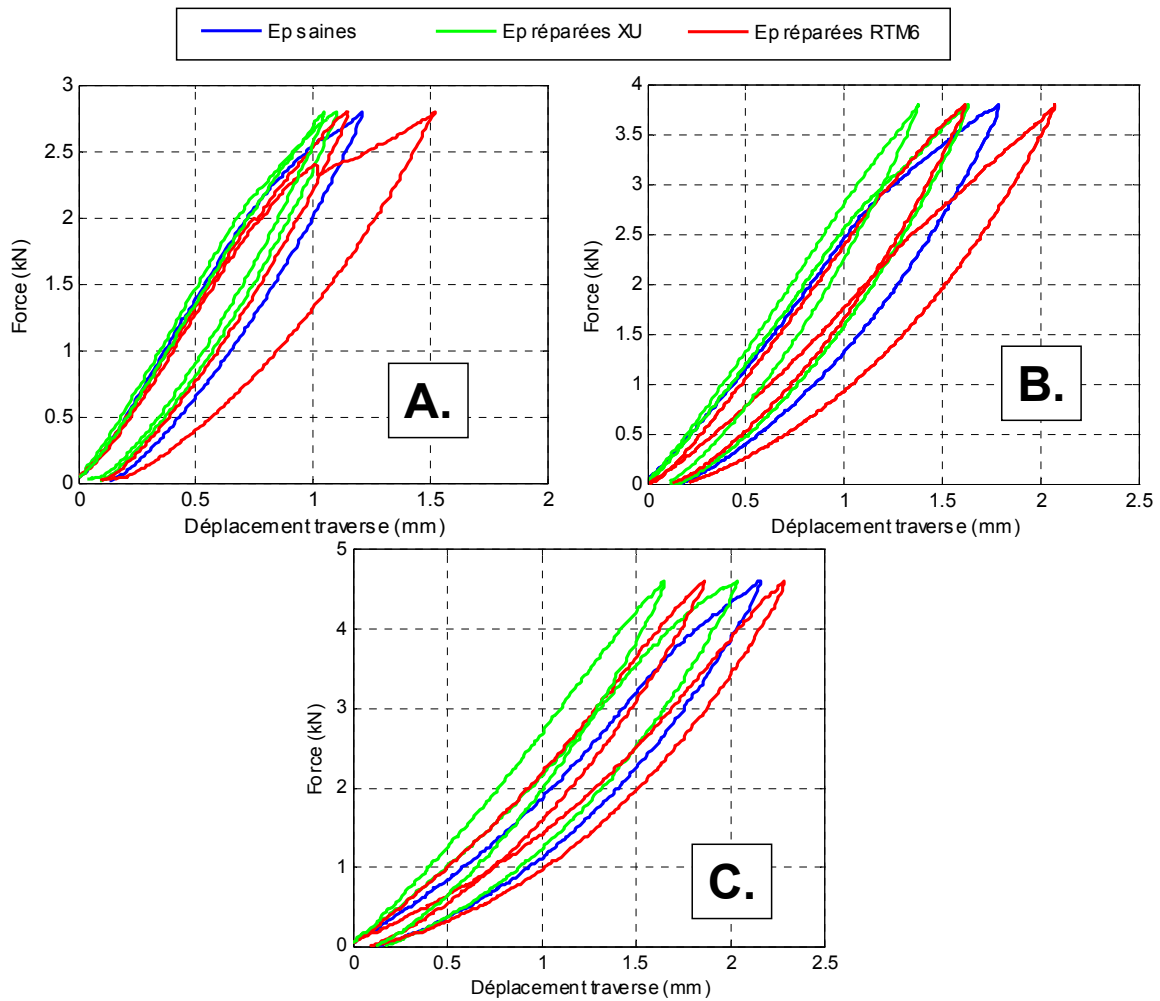 Ep saines Ep réparées XU Ep réparées RTM6
3
2.5
2
1.5
1
0.5
0
Force (kN)
A.
0 0.5 1 1.5 2
Déplacement traverse (mm)
4
3.5
3
2.5
2
1.5
1
0.5
0
Force (kN)
B.
0 0.5 1 1.5 2 2.5
Déplacement traverse (mm)
5
4
3
2
1
0
Force (kN)
C.
0 0.5 1 1.5 2 2.5
Déplacement traverse (mm)